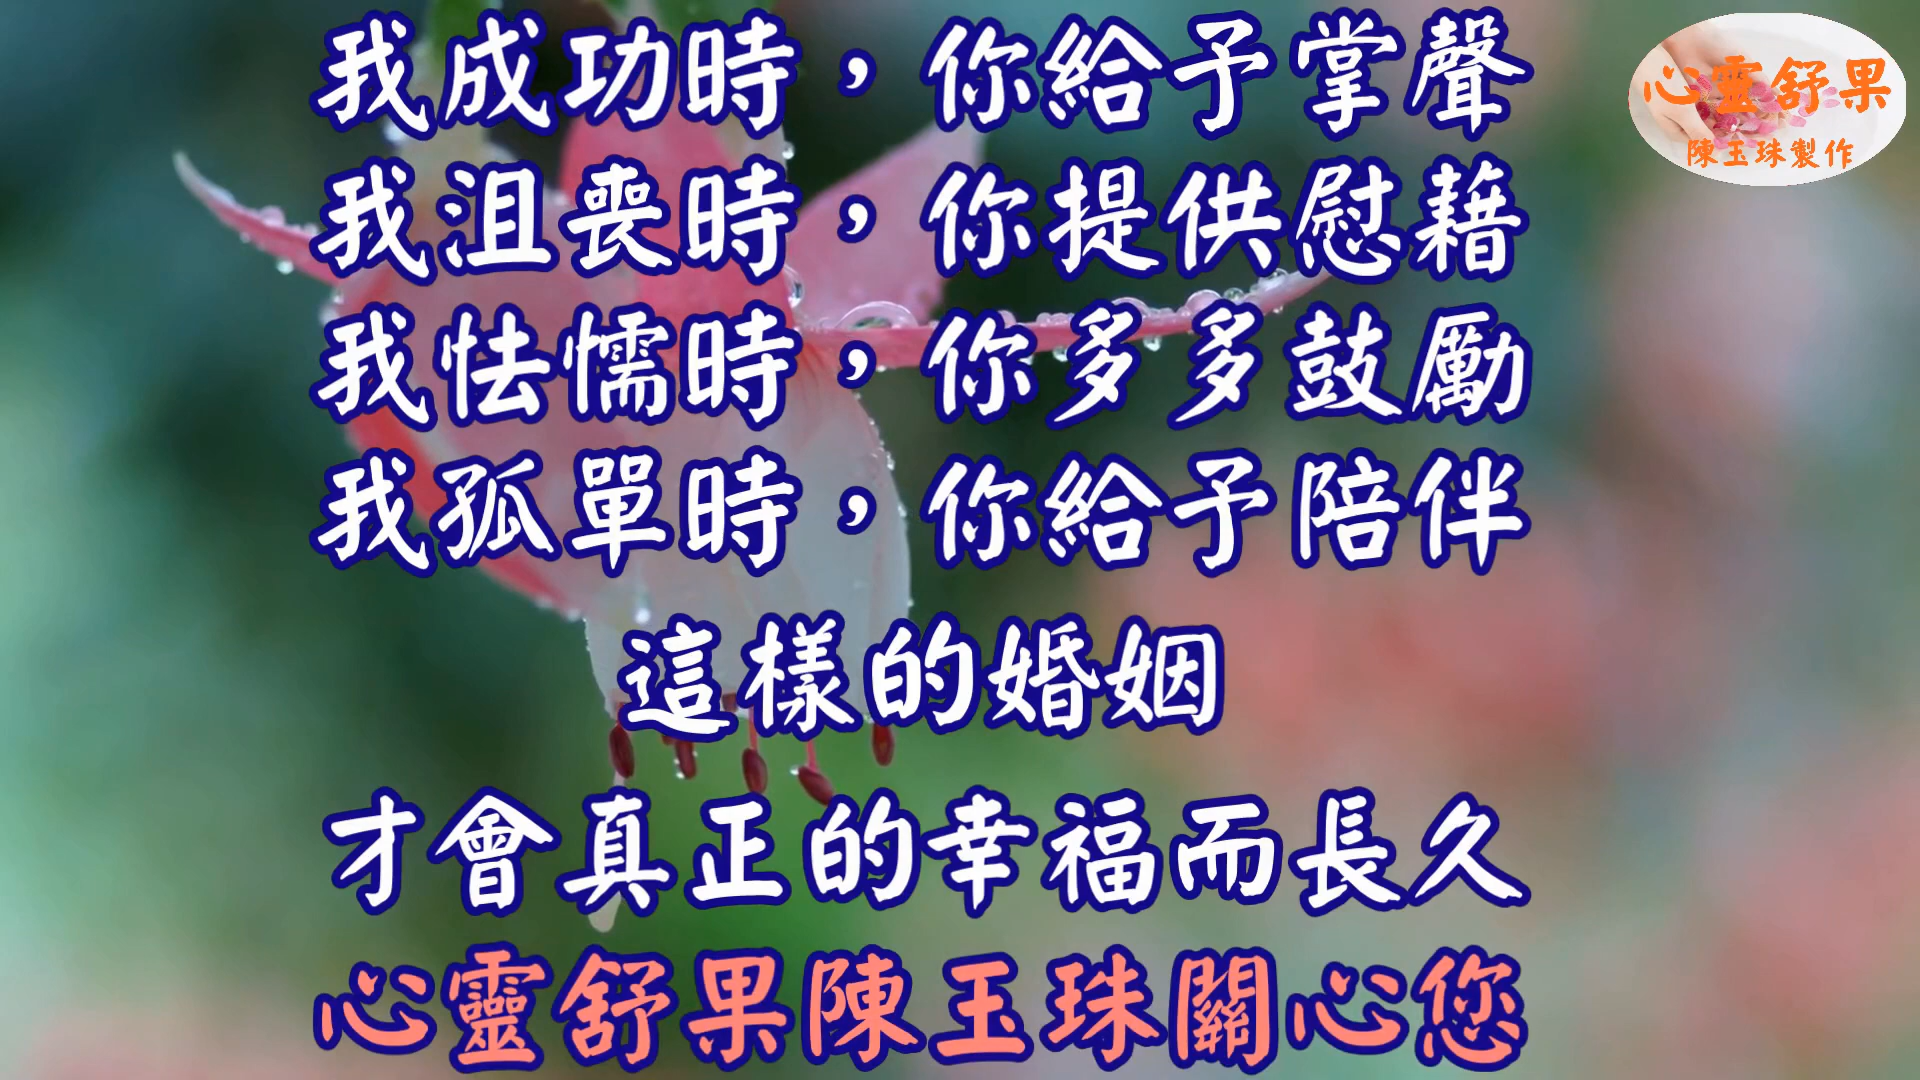 我成功時，你給予掌聲
我沮喪時，你提供慰藉
我怯懦時，你多多鼓勵
我孤單時，你給予陪伴
這樣的婚姻
才會真正的幸福而長久
心靈舒果陳玉珠關心您
心靈舒果
陳玉珠製作